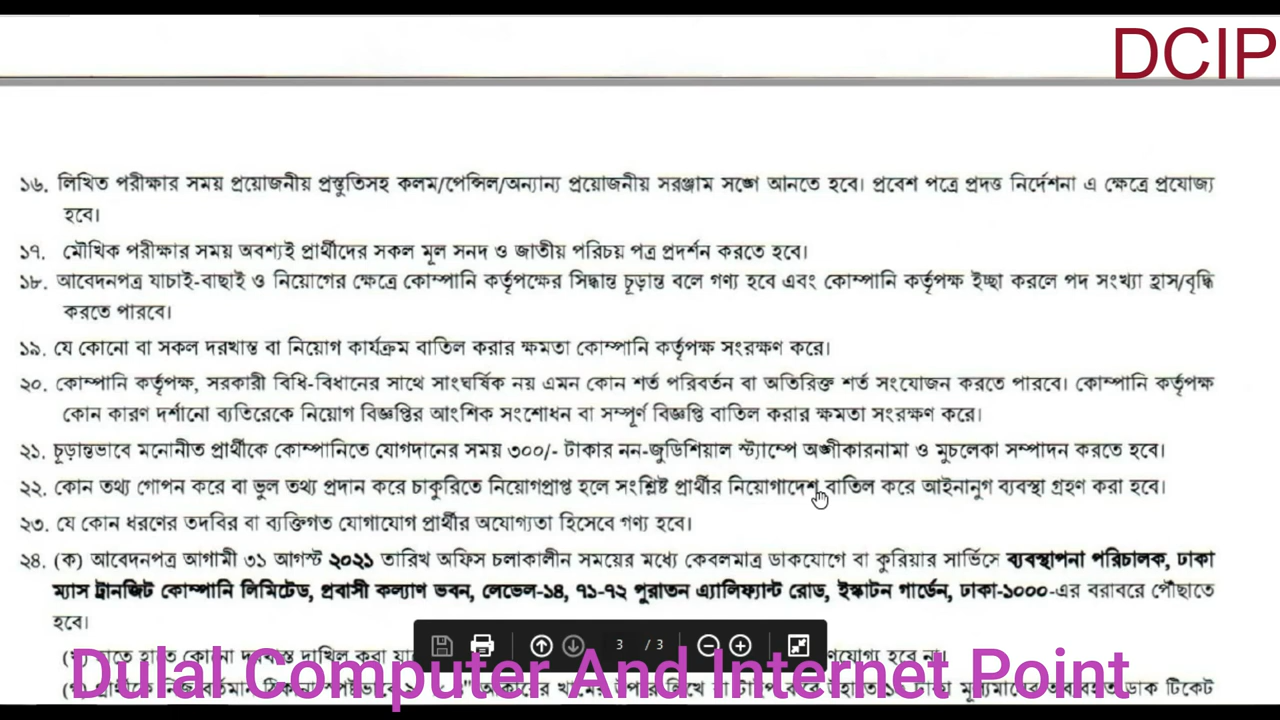 DCIP
১৬. লিখিত পরীক্ষার সময় প্রয়োজনীয় প্রস্তুতিসহ কলম/পেন্সিল/অন্যান্য প্রয়োজনীয় সরঞ্জাম সঙ্গে আনতে হবে। প্রবেশ পত্রে প্রদত্ত নির্দেশনা এ ক্ষেত্রে প্রযোজ্য
হবে।
১৭. মৌখিক পরীক্ষার সময় অবশ্যই প্রার্থীদের সকল মূল সনদ ও জাতীয় পরিচয় পত্র প্রদর্শন করতে হবে।
১৮. আবেদনপত্র যাচাই-বাছাই ও নিয়োগের ক্ষেত্রে কোম্পানি কর্তৃপক্ষের সিদ্ধান্ত চূড়ান্ত বলে গণ্য হবে এবং কোম্পানি কর্তৃপক্ষ ইচ্ছা করলে পদ সংখ্যা হ্রাস/বৃদ্ধি
করতে পারবে।
১৯. যে কোনো বা সকল দরখাস্ত বা নিয়োগ কার্যক্রম বাতিল করার ক্ষমতা কোম্পানি কর্তৃপক্ষ সংরক্ষণ করে।
২০. কোম্পানি কর্তৃপক্ষ, সরকারী বিধি-বিধানের সাথে সাংঘর্ষিক নয় এমন কোন শর্ত পরিবর্তন বা অতিরিক্ত শর্ত সংযোজন করতে পারবে। কোম্পানি কর্তৃপক্ষ
কোন কারণ দর্শানো ব্যতিরেকে নিয়োগ বিজ্ঞপ্তির আংশিক সংশোধন বা সম্পূর্ণ বিজ্ঞপ্তি বাতিল করার ক্ষমতা সংরক্ষণ করে।
২১. চূড়ান্তভাবে মনোনীত প্রার্থীকে কোম্পানিতে যোগদানের সময় ৩০০/- টাকার নন-জুডিশিয়াল স্ট্যাম্পে অঙ্গীকারনামা ও মুচলেকা সম্পাদন করতে হবে।
২২. কোন তথ্য গোপন করে বা ভুল তথ্য প্রদান করে চাকুরিতে নিয়োগপ্রাপ্ত হলে সংশ্লিষ্ট প্রার্থীর নিয়োগাদেশ বাতিল করে আইনানুগ ব্যবস্থা গ্রহণ করা হবে।
২৩. যে কোন ধরণের তদবির বা ব্যক্তিগত যোগাযোগ প্রার্থীর অযোগ্যতা হিসেবে গণ্য হবে।
২৪. (ক) আবেদনপত্র আগামী ৩১ আগস্ট ২০২১ তারিখ অফিস চলাকালীন সময়ের মধ্যে কেবলমাত্র ডাকযোগে বা কুরিয়ার সার্ভিসে ব্যবস্থাপনা পরিচালক, ঢাকা
ম্যাস ট্রানজিট কোম্পানি লিমিটেড, প্রবাসী কল্যাণ ভবন, লেভেল-১৪, ৭১-৭২ পুরাতন এ্যালিফ্যান্ট রোড, ইস্কাটন গার্ডেন, ঢাকা-১০০০-এর বরাবরে পৌঁছাতে
হবে।
3 / 3
Dulal Computer And Internet Point